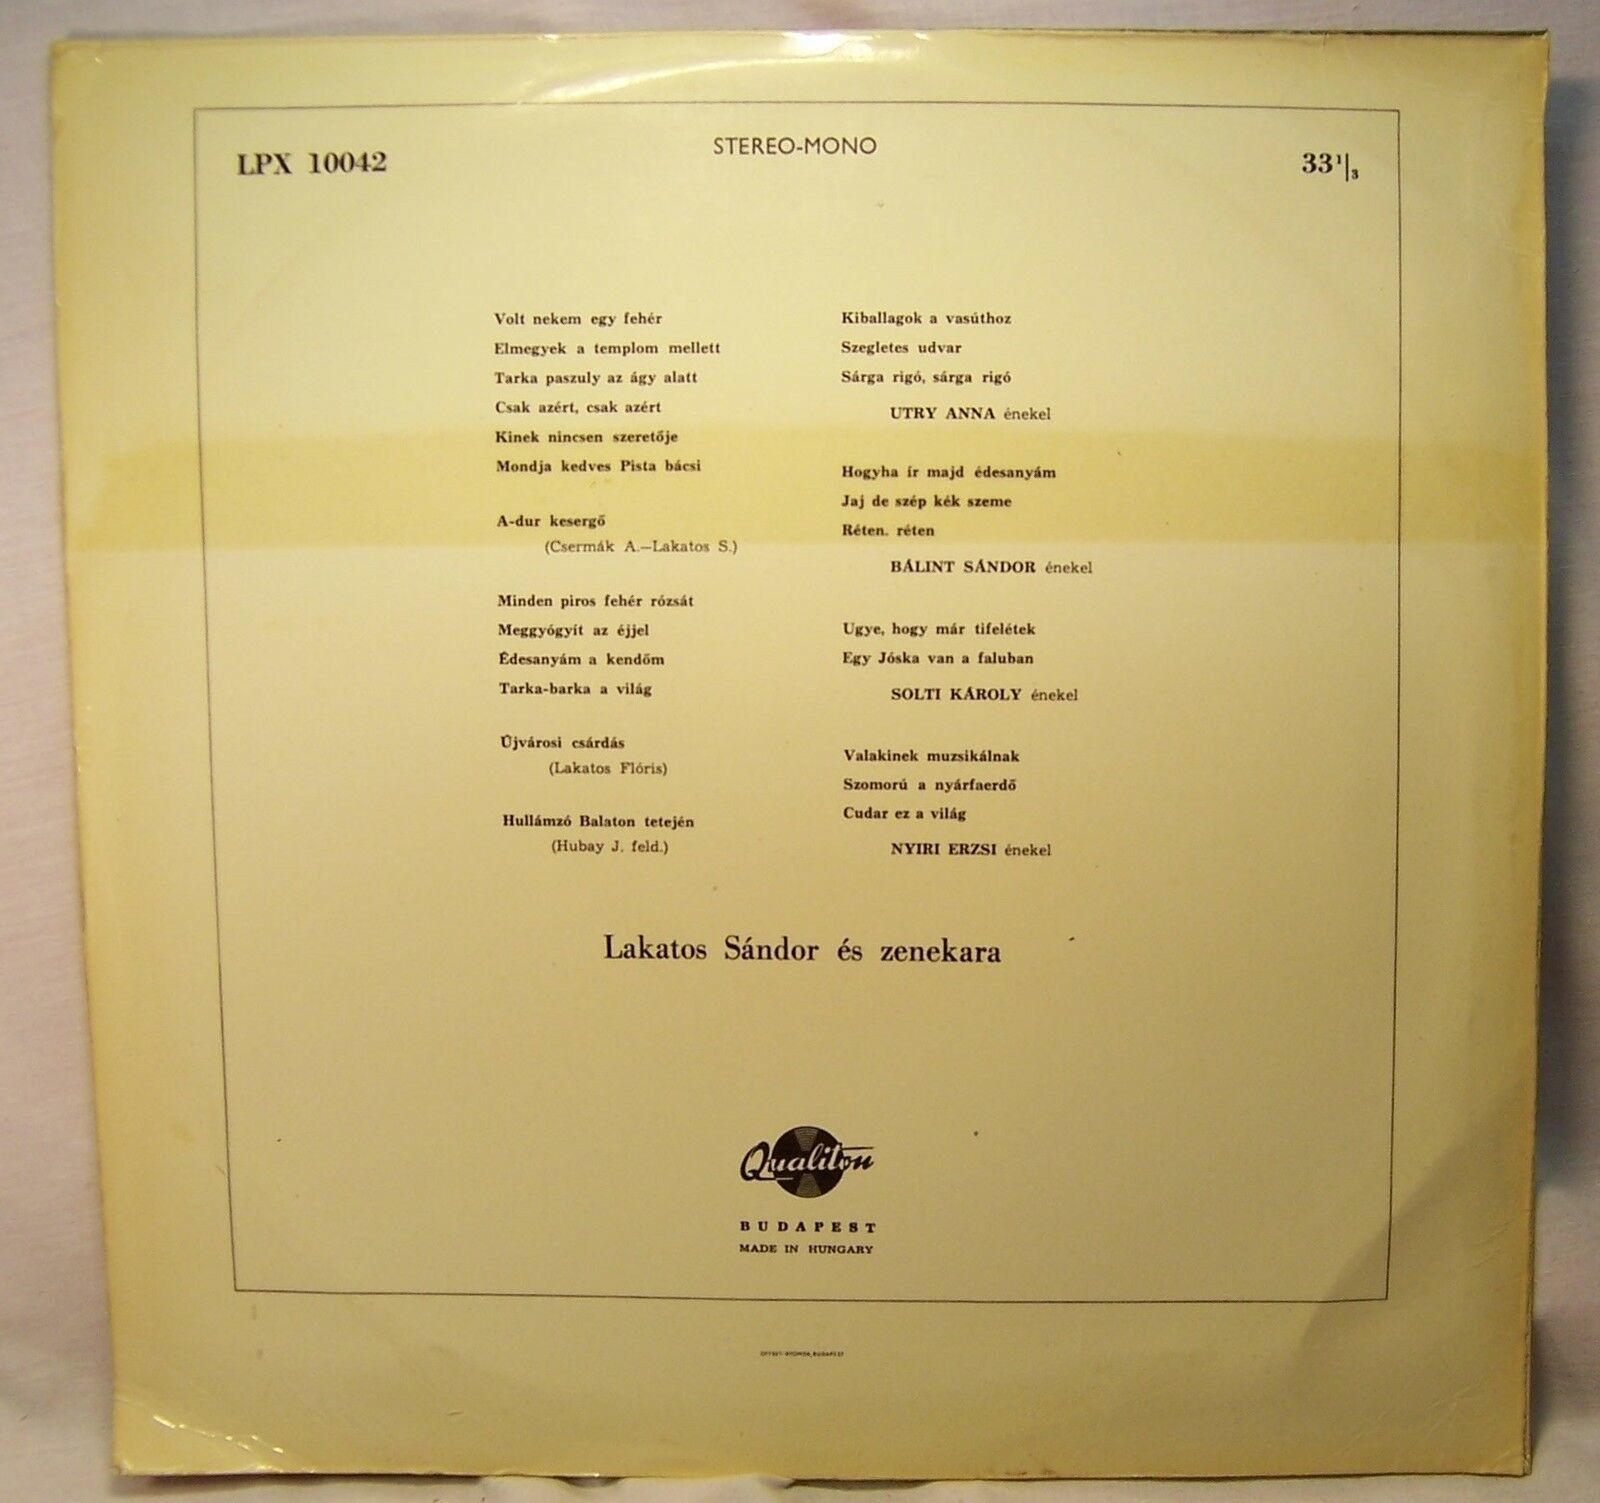 LPX 10042
STEREO-MONO
33 1/3
Volt nekem egy fehér
Elmegyek a templom mellett
Tarka paszuly az ágy alatt
Csak azért, csak azért
Kinek nincsen szeretője
Mondja kedves Pista bácsi
A-dur kesergő
(Csermák A.—Lakatos S.)
Minden piros fehér rózsát
Meggyógyít az éjjel
Édesanyám a kendőm
Tarka-barka a világ
Újvárosi csárdás
(Lakatos Flóris)
Hullámzó Balaton tetején
(Hubay J. feld.)
Kiballagok a vasúthoz
Szegletes udvar
Sárga rigó, sárga rigó
UTRY ANNA énekel
Hogyha ír majd édesanyám
Jaj de szép kék szeme
Réten. réten
BÁLINT SÁNDOR énekel
Ugye, hogy már tifelétek
Egy Jóska van a faluban
SOLTI KÁROLY énekel
Valakinek muzsikálnak
Szomorú a nyárfaerdő
Cudar ez a világ
NYIRI ERZSI énekel
Lakatos Sándor és zenekara
Qualiton
BUDAPEST
MADE IN HUNGARY